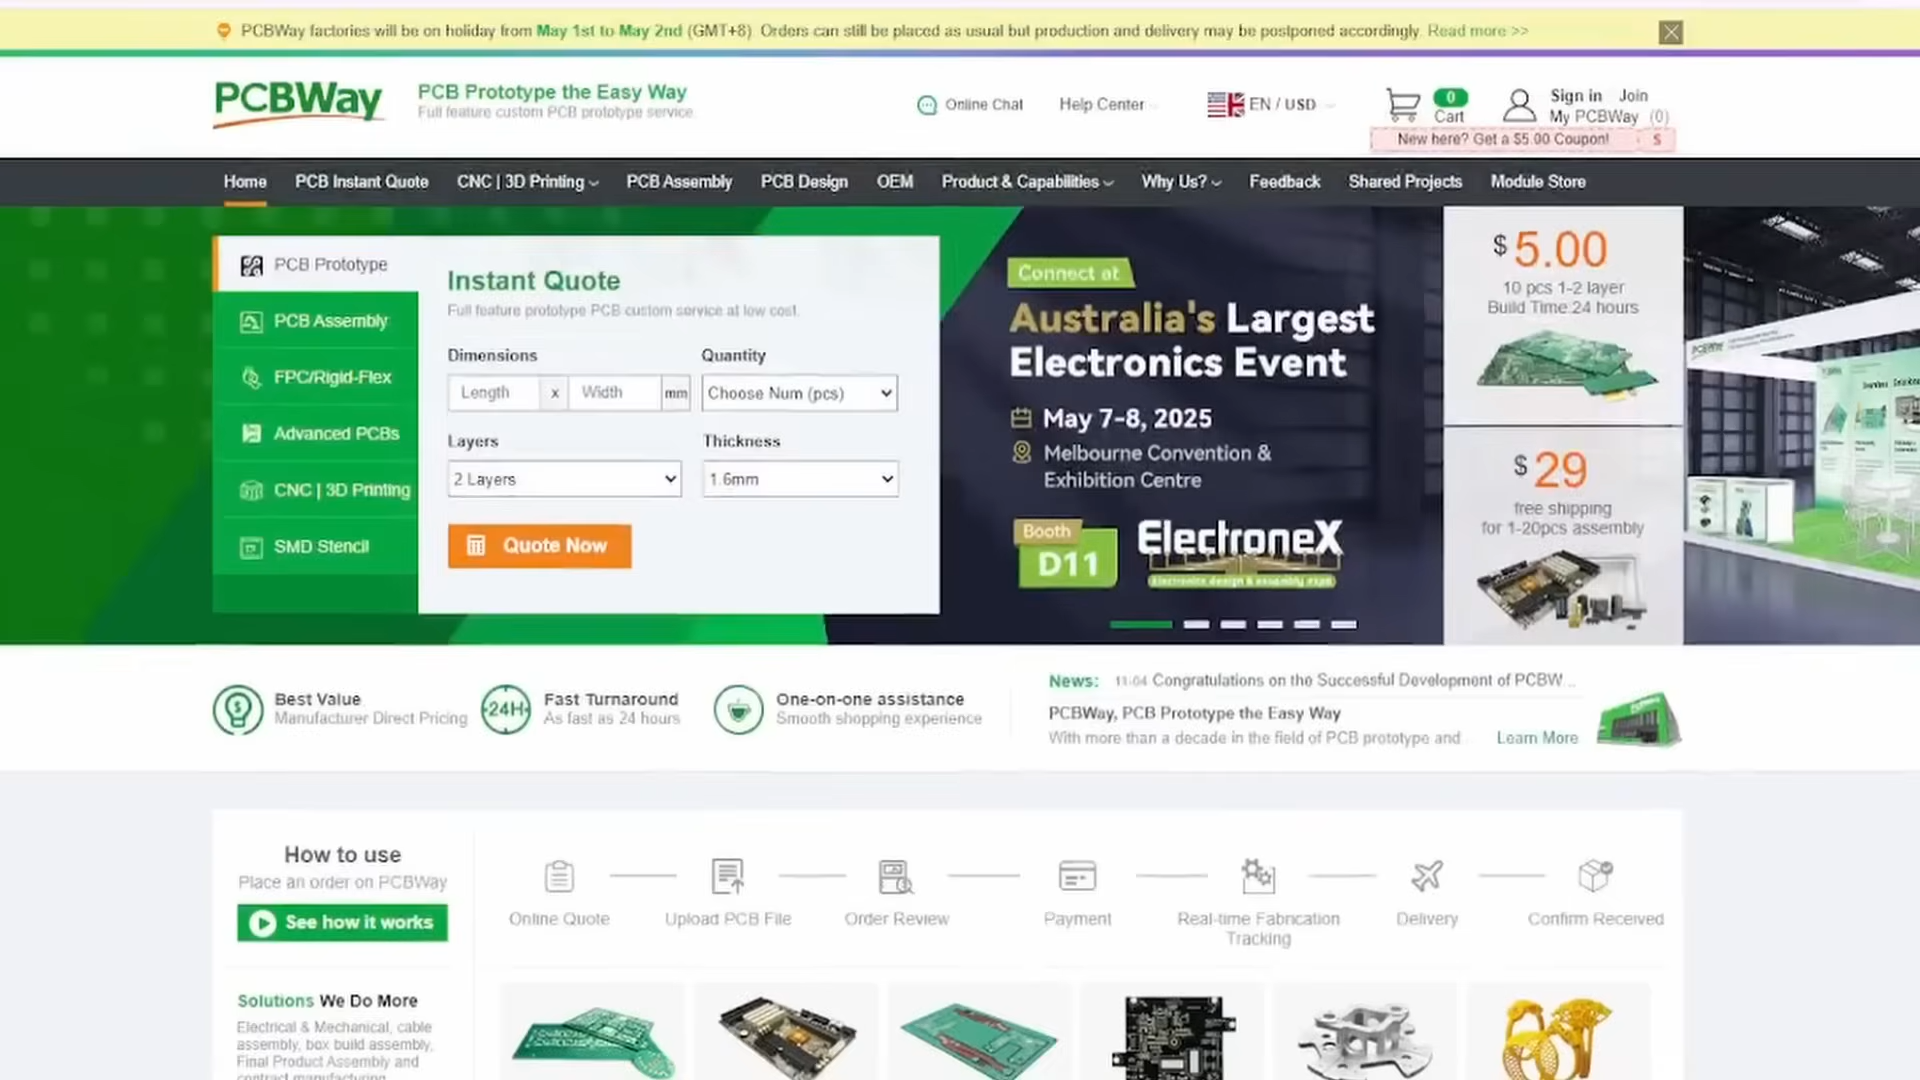 PCBWay factories will be on holiday from May 1st to May 2nd (GMT+8) Orders can still be placed as usual but production and delivery may be postponed accordingly. Read more >>
PCBWay
PCB Prototype the Easy Way
Full feature custom PCB prototype service
Online Chat
Help Center
EN / USD
0
Cart
Sign in Join
My PCBWay (0)
New here? Get a $5.00 Coupon! $
Home
PCB Instant Quote
CNC | 3D Printing
PCB Assembly
PCB Design
OEM
Product & Capabilities
Why Us?
Feedback
Shared Projects
Module Store
PCB Prototype
PCB Assembly
FPC/Rigid-Flex
Advanced PCBs
CNC | 3D Printing
SMD Stencil
Instant Quote
Full feature prototype PCB custom service at low cost.
Dimensions
Quantity
Length x Width mm
Choose Num (pcs)
Layers
Thickness
2 Layers
1.6mm
Quote Now
Connect at
Australia's Largest
Electronics Event
May 7-8, 2025
Melbourne Convention &
Exhibition Centre
Booth
D11
ElectroneX
Electronics design & assembly expo
$ 5.00
10 pcs 1-2 layer
Build Time:24 hours
$ 29
free shipping
for 1-20pcs assembly
Best Value
Manufacturer Direct Pricing
24H
Fast Turnaround
As fast as 24 hours
One-on-one assistance
Smooth shopping experience
News: 11-04 Congratulations on the Successful Development of PCBW...
PCBWay, PCB Prototype the Easy Way
With more than a decade in the field of PCB prototype and
Learn More
How to use
Place an order on PCBWay
See how it works
Online Quote
Upload PCB File
Order Review
Payment
Real-time Fabrication
Tracking
Delivery
Confirm Received
Solutions We Do More
Electrical & Mechanical, cable
assembly, box build assembly,
Final Product Assembly and
contract manufacturing